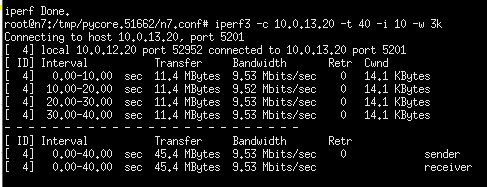 iperf Done.
root@n7:/tmp/pycore.51662/n7.conf# iperf3 -c 10.0.13.20 -t 40 -i 10 -w 3k
Connecting to host 10.0.13.20, port 5201
[  4] local 10.0.12.20 port 52952 connected to 10.0.13.20 port 5201
[ ID] Interval           Transfer     Bandwidth       Retr  Cwnd
[  4]   0.00-10.00  sec  11.4 MBytes  9.53 Mbits/sec    0   14.1 KBytes
[  4]  10.00-20.00  sec  11.4 MBytes  9.52 Mbits/sec    0   14.1 KBytes
[  4]  20.00-30.00  sec  11.4 MBytes  9.53 Mbits/sec    0   14.1 KBytes
[  4]  30.00-40.00  sec  11.4 MBytes  9.53 Mbits/sec    0   14.1 KBytes
- - - - - - - - - - - - - - - - - - - - - - - - -
[ ID] Interval           Transfer     Bandwidth       Retr
[  4]   0.00-40.00  sec  45.4 MBytes  9.53 Mbits/sec    0             sender
[  4]   0.00-40.00  sec  45.4 MBytes  9.53 Mbits/sec                  receiver